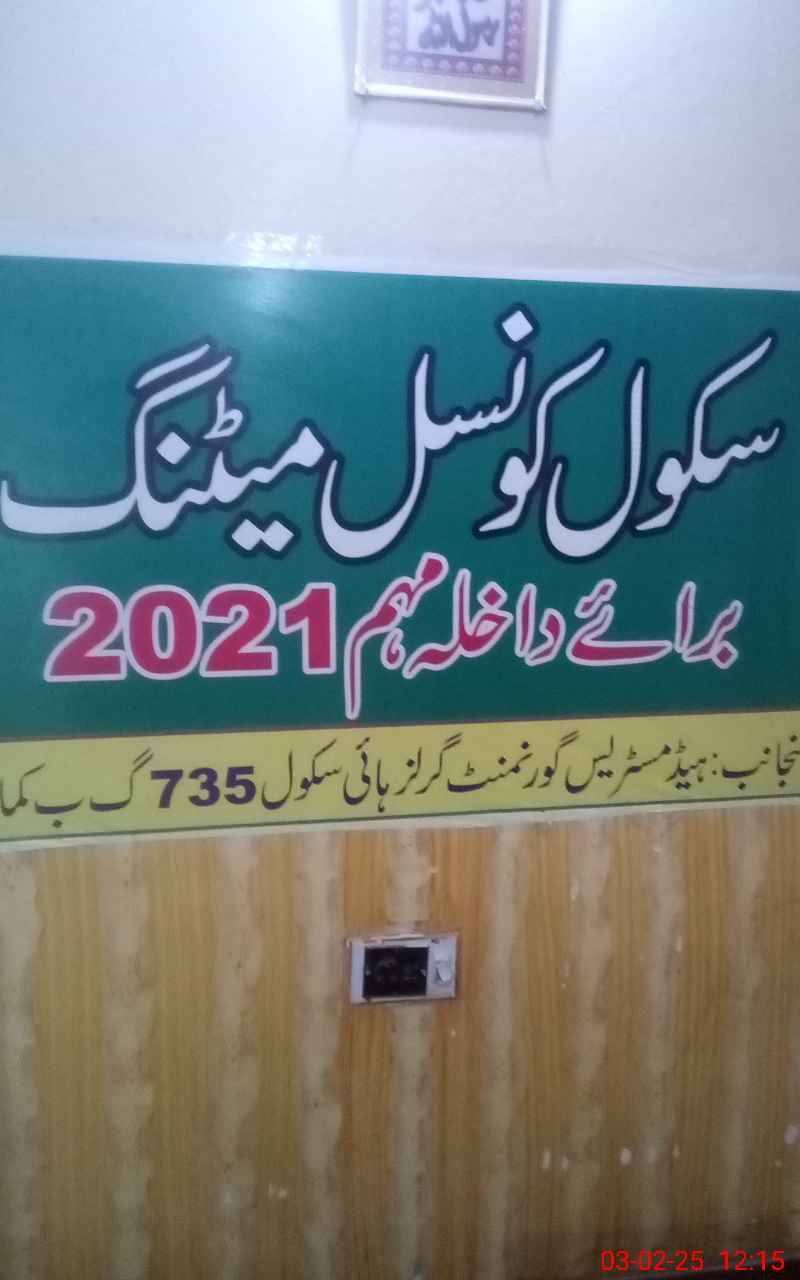 سکول کونسل میٹنگ
برائے داخلہ مہم 2021
منجانب: ہیڈ مسٹریس گورنمنٹ گرلز ہائی سکول 735 گ ب
03-02-25 12:15